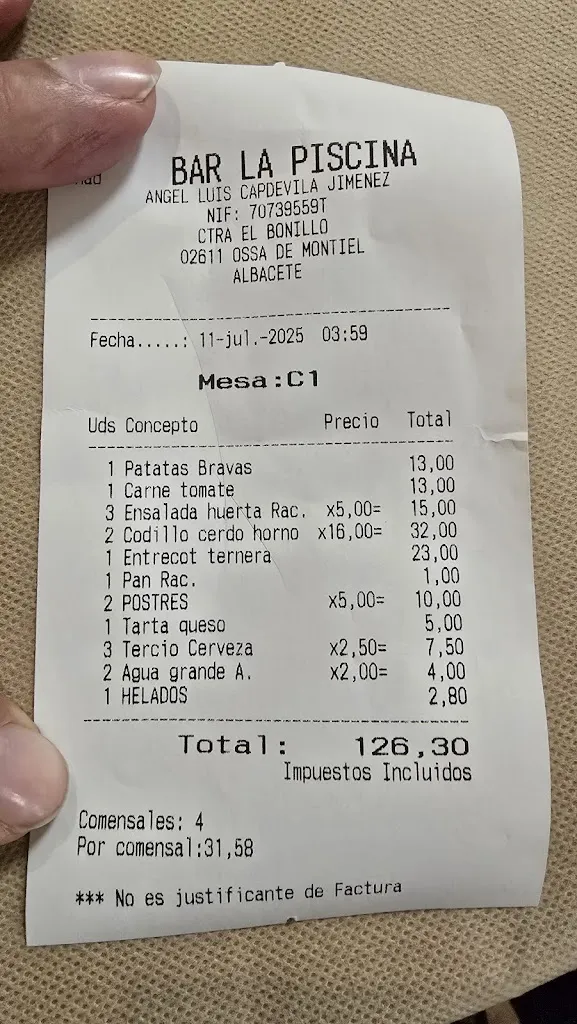 BAR LA PISCINA
ANGEL LUIS CAPDEVILA JIMENEZ
NIF: 70739559T
CTRA EL BONILLO
02611 OSSA DE MONTIEL
ALBACETE
Fecha.....: 11-jul.-2025 03:59
Mesa:C1
Uds Concepto Precio Total
1 Patatas Bravas 13,00
1 Carne tomate 13,00
3 Ensalada huerta Rac. x5,00= 15,00
2 Codillo cerdo horno x16,00= 32,00
1 Entrecot ternera 23,00
1 Pan Rac. 1,00
2 POSTRES x5,00= 10,00
1 Tarta queso 5,00
3 Tercio Cerveza x2,50= 7,50
2 Agua grande A. x2,00= 4,00
1 HELADOS 2,80
Total: 126,30
Impuestos Incluidos
Comensales: 4
Por comensal:31,58
*** No es justificante de Factura